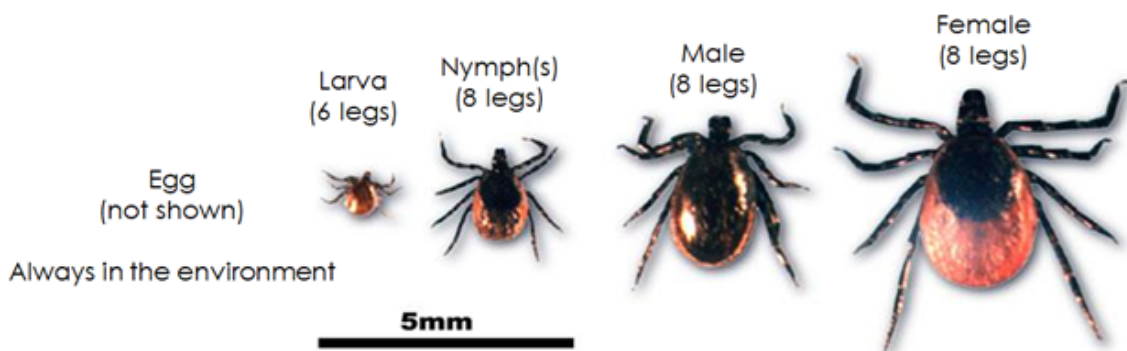 Egg
(not shown)
Always in the environment
Larva
(6 legs)
Nymph(s)
(8 legs)
Male
(8 legs)
Female
(8 legs)
5mm